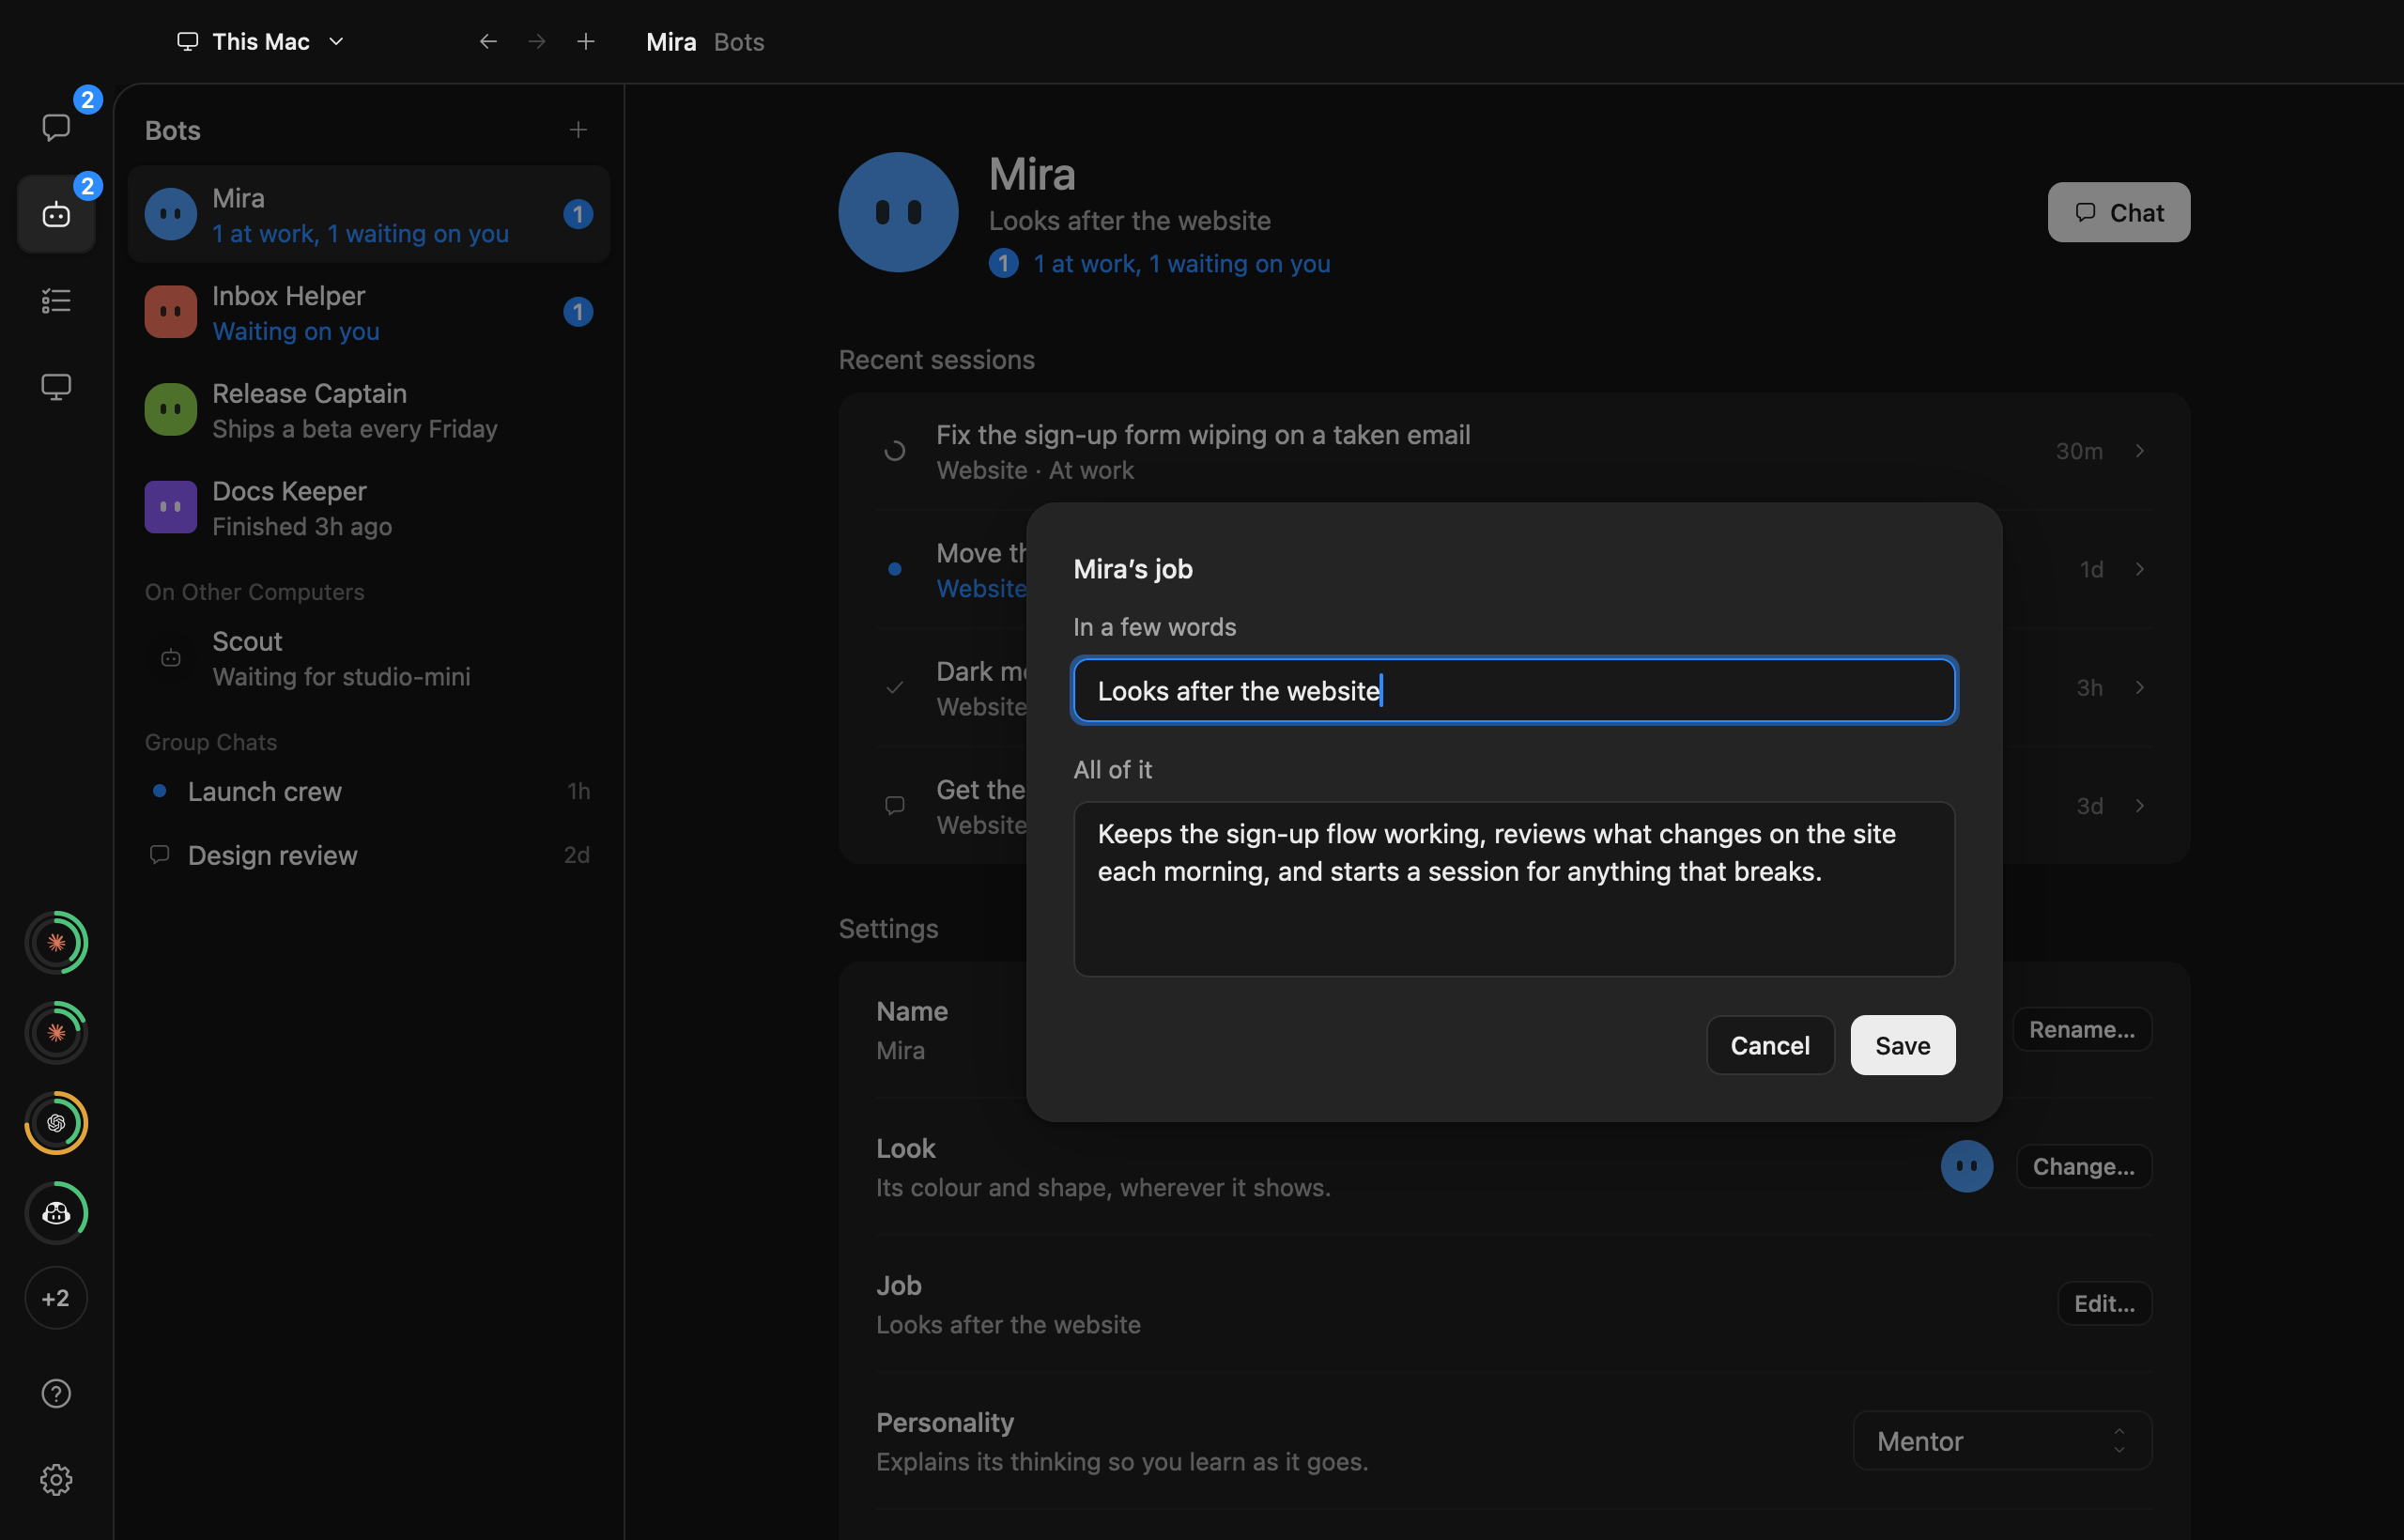 This Mac
Mira Bots
2
2
Bots
Mira
1 at work, 1 waiting on you
1
Inbox Helper
Waiting on you
1
Release Captain
Ships a beta every Friday
Docs Keeper
Finished 3h ago
On Other Computers
Scout
Waiting for studio-mini
Group Chats
Launch crew
1h
Design review
2d
+2
Mira
Looks after the website
1 1 at work, 1 waiting on you
Chat
Recent sessions
Fix the sign-up form wiping on a taken email
Website · At work
30m
Move th
Website
1d
Dark mo
Website
3h
Get the
Website
3d
Mira’s job
In a few words
Looks after the website
All of it
Keeps the sign-up flow working, reviews what changes on the site
each morning, and starts a session for anything that breaks.
Cancel
Save
Settings
Name
Mira
Rename...
Look
Its colour and shape, wherever it shows.
Change...
Job
Looks after the website
Edit...
Personality
Explains its thinking so you learn as it goes.
Mentor